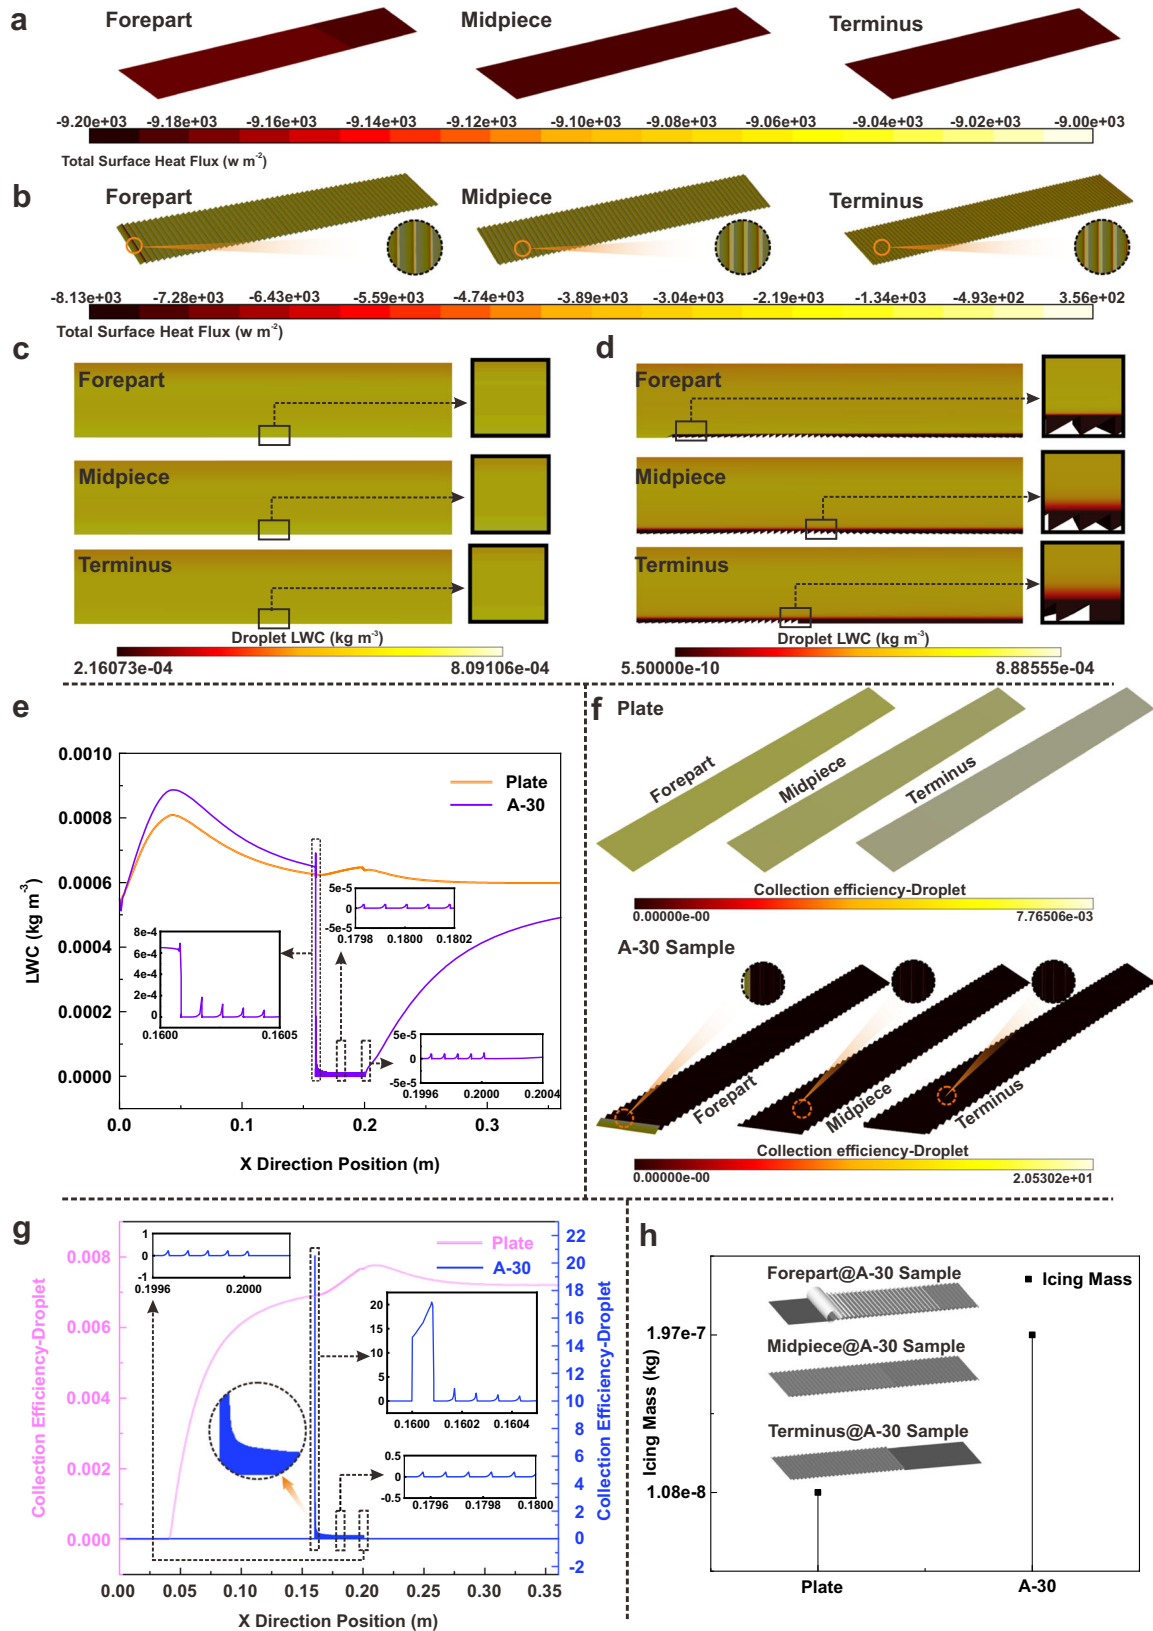 a
Forepart
Midpiece
Terminus
-9.20e+03 -9.18e+03 -9.16e+03 -9.14e+03 -9.12e+03 -9.10e+03 -9.08e+03 -9.06e+03 -9.04e+03 -9.02e+03 -9.00e+03
Total Surface Heat Flux (w m-2)
b
Forepart
Midpiece
Terminus
-8.13e+03 -7.28e+03 -6.43e+03 -5.59e+03 -4.74e+03 -3.89e+03 -3.04e+03 -2.19e+03 -1.34e+03 -4.93e+02 3.56e+02
Total Surface Heat Flux (w m-2)
c
Forepart
Midpiece
Terminus
Droplet LWC (kg m-3)
2.16073e-04 8.09106e-04
d
Forepart
Midpiece
Terminus
Droplet LWC (kg m-3)
5.50000e-10 8.88555e-04
e
0.0010
0.0008
0.0006
0.0004
0.0002
0.0000
LWC (kg m-3)
Plate
A-30
5e-5
0
-5e-5
0.1798 0.1800 0.1802
8e-4
6e-4
4e-4
2e-4
0
0.1600 0.1605
5e-5
0
-5e-5
0.1996 0.2000 0.2004
0.0 0.1 0.2 0.3
X Direction Position (m)
f
Plate
Forepart
Midpiece
Terminus
Collection efficiency-Droplet
0.00000e-00 7.76506e-03
A-30 Sample
Forepart
Midpiece
Terminus
Collection efficiency-Droplet
0.00000e-00 2.05302e+01
g
0.008
0.006
0.004
0.002
0.000
Collection Efficiency-Droplet
1
0
-1
0.1996 0.2000
Plate
A-30
20
15
10
5
0
0.1600 0.1602 0.1604
0.5
0
-0.5
0.1796 0.1798 0.1800
22
20
18
16
14
12
10
8
6
4
2
0
-2
Collection Efficiency-Droplet
0.00 0.05 0.10 0.15 0.20 0.25 0.30 0.35
X Direction Position (m)
h
Forepart@A-30 Sample
Icing Mass
Midpiece@A-30 Sample
Terminus@A-30 Sample
1.97e-7
1.08e-8
Icing Mass (kg)
Plate A-30